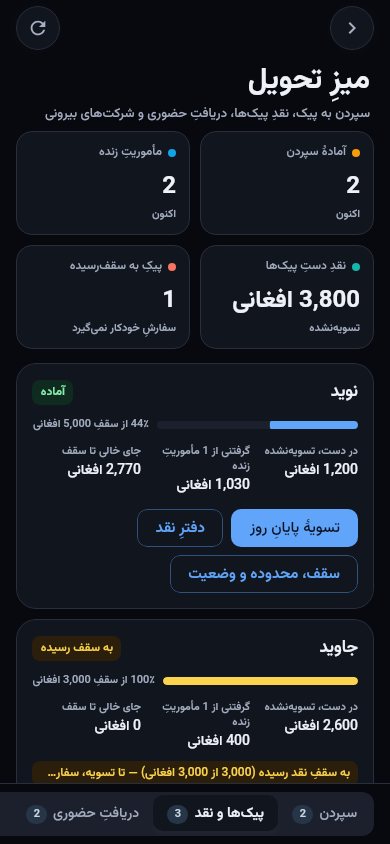 میزِ تحویل
سپردن به پیک، نقدِ پیک‌ها، دریافتِ حضوری و شرکت‌های بیرونی
آمادهٔ سپردن
2
اکنون
مأموریتِ زنده
2
اکنون
نقدِ دستِ پیک‌ها
3,800 افغانی
تسویه‌نشده
پیکِ به سقف‌رسیده
1
سفارشِ خودکار نمی‌گیرد
نوید
آماده
44٪ از سقفِ 5,000 افغانی
در دست، تسویه‌نشده
1,200 افغانی
گرفتنی از 1 مأموریتِ
زنده
1,030 افغانی
جای خالی تا سقف
2,770 افغانی
تسویهٔ پایانِ روز
دفترِ نقد
سقف، محدوده و وضعیت
جاوید
به سقف رسیده
100٪ از سقفِ 3,000 افغانی
در دست، تسویه‌نشده
2,600 افغانی
گرفتنی از 1 مأموریتِ
زنده
400 افغانی
جای خالی تا سقف
0 افغانی
به سقفِ نقد رسیده (3,000 از 3,000 افغانی) — تا تسویه، سفار...
سپردن 2
پیک‌ها و نقد 3
دریافتِ حضوری 2